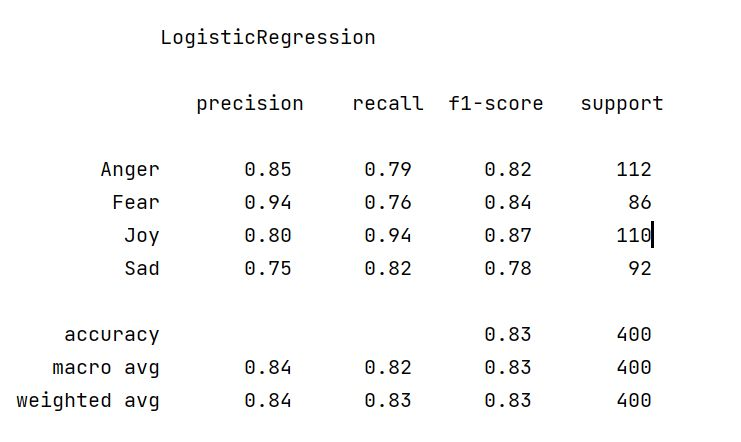 LogisticRegression
precision recall f1-score support
Anger 0.85 0.79 0.82 112
Fear 0.94 0.76 0.84 86
Joy 0.80 0.94 0.87 110
Sad 0.75 0.82 0.78 92
accuracy 0.83 400
macro avg 0.84 0.82 0.83 400
weighted avg 0.84 0.83 0.83 400